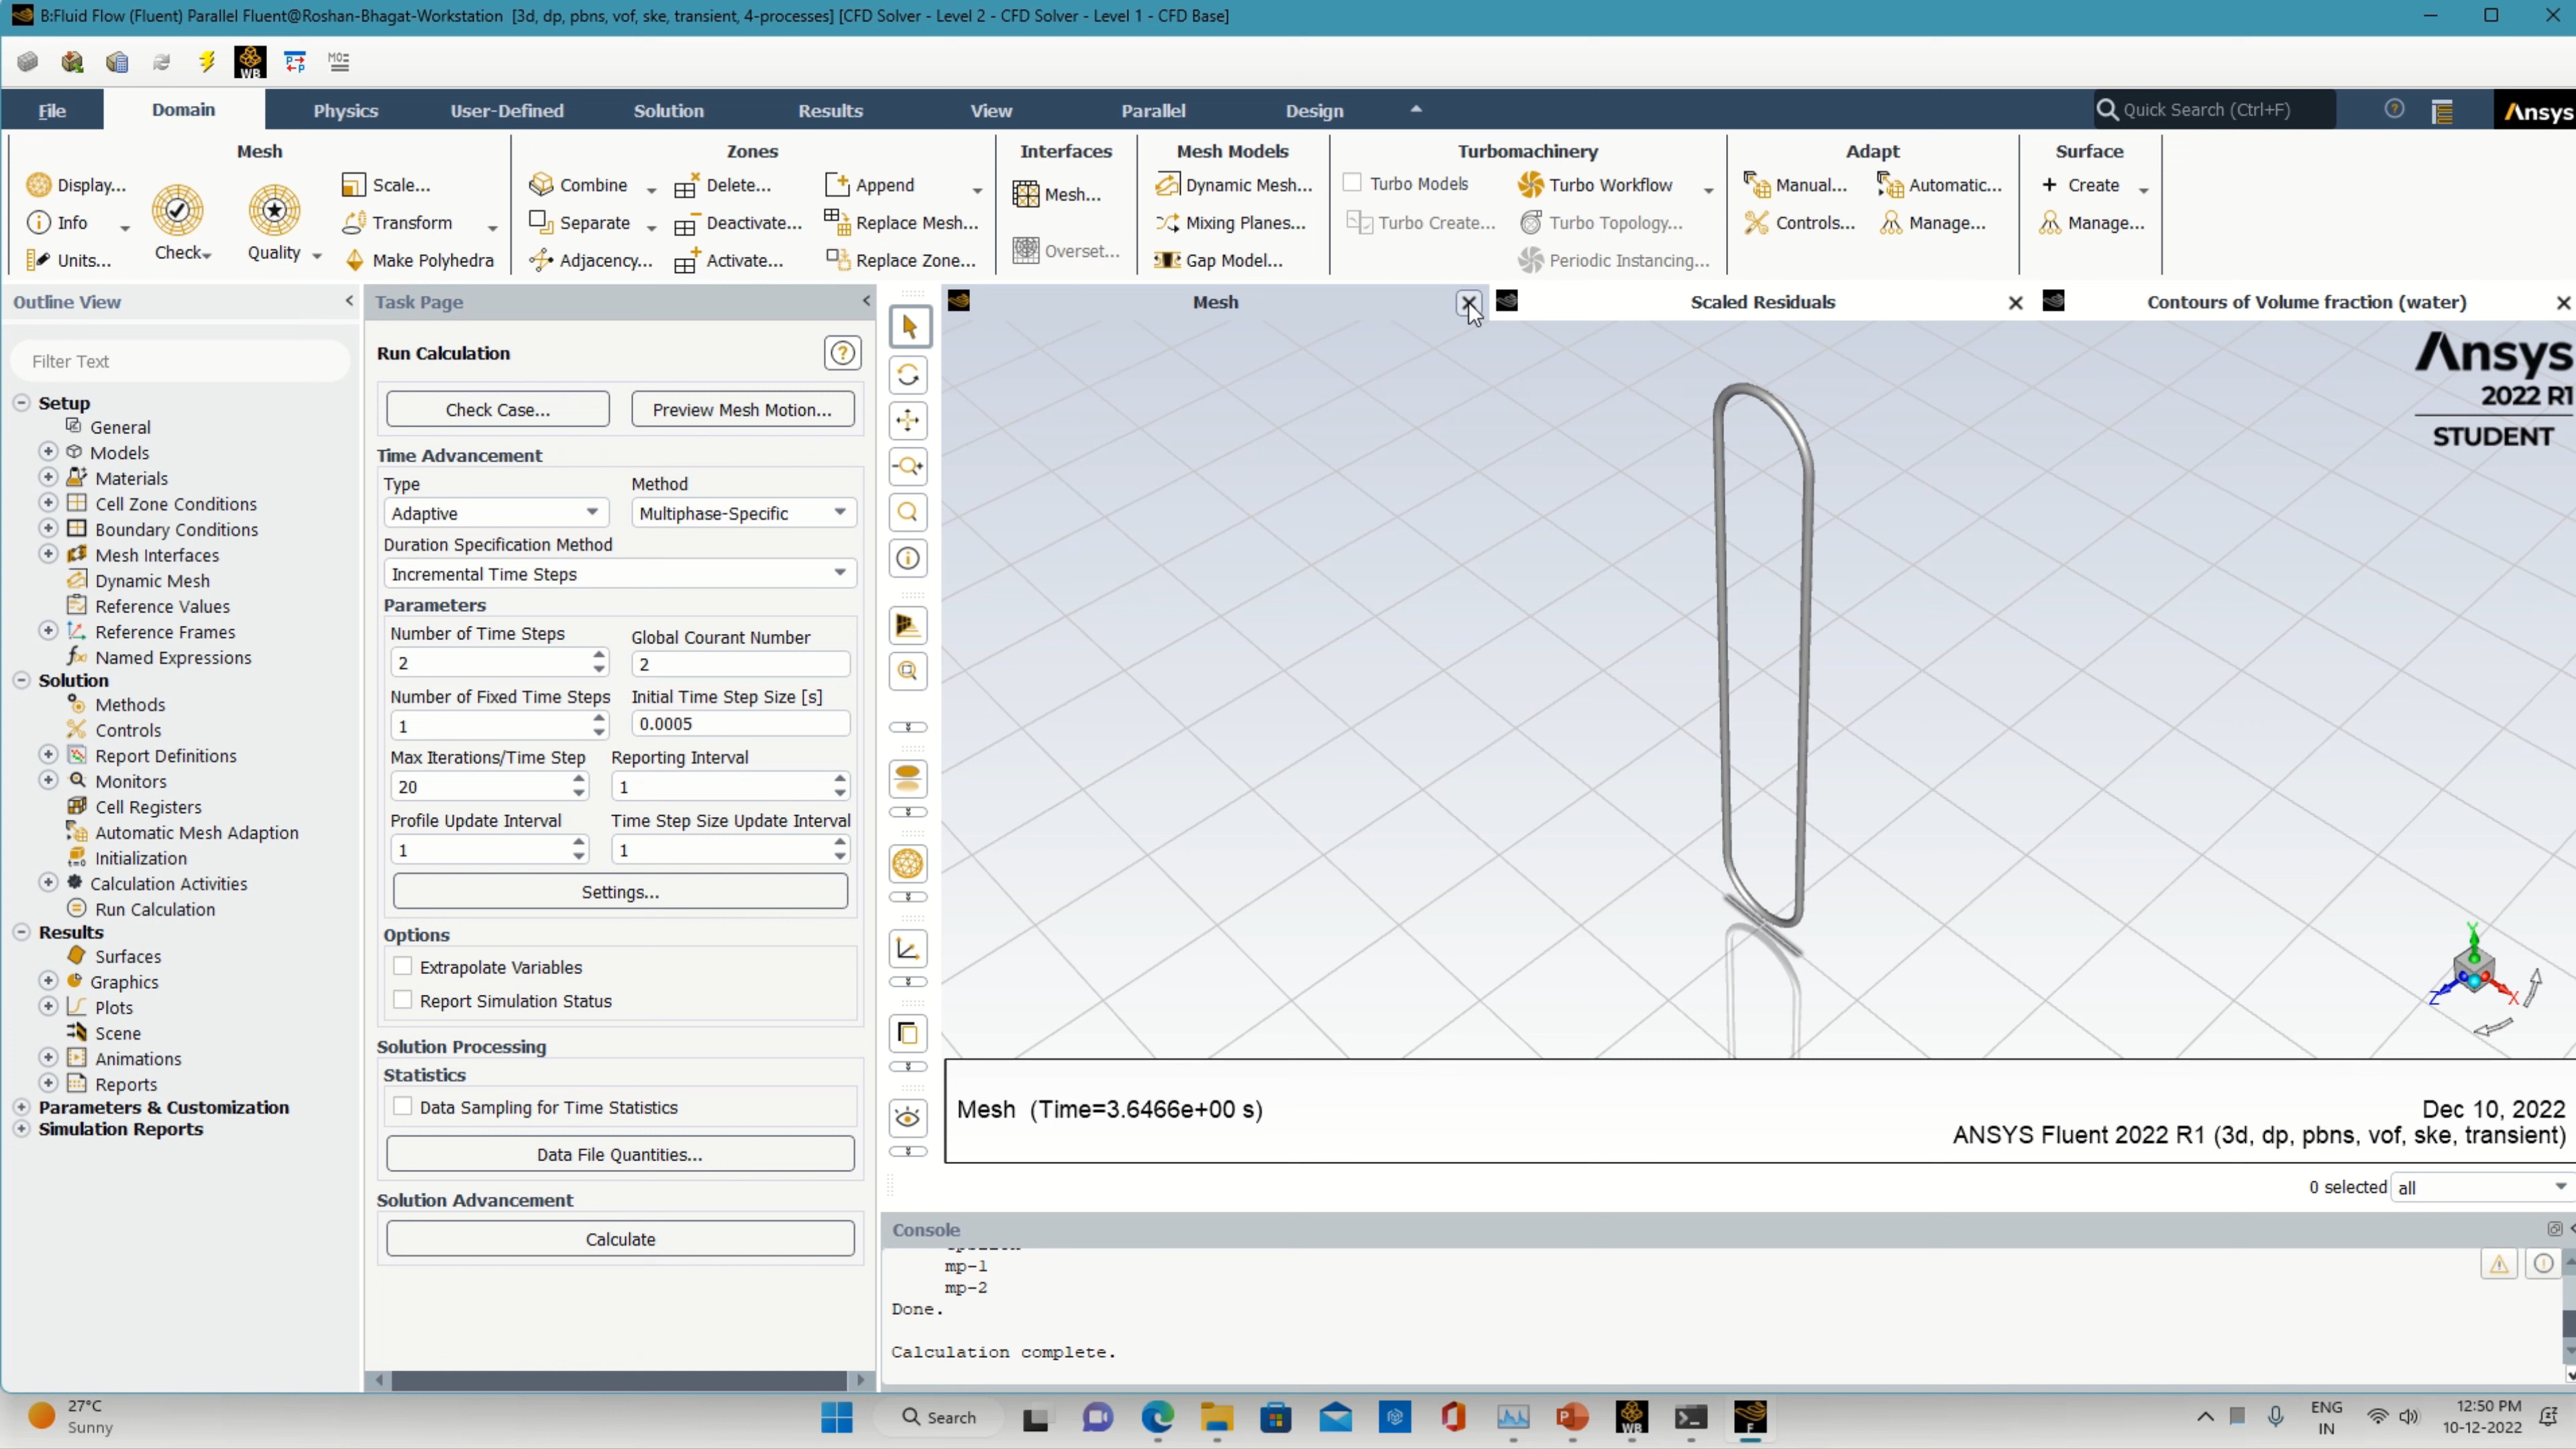 B:Fluid Flow (Fluent) Parallel Fluent@Roshan-Bhagat-Workstation [3d, dp, pbns, vof, ske, transient, 4-processes] [CFD Solver - Level 2 - CFD Solver - Level 1 - CFD Base]
WB
File Domain Physics User-Defined Solution Results View Parallel Design Quick Search (Ctrl+F) Ansys
Mesh Zones Interfaces Mesh Models Turbomachinery Adapt Surface
Display... Scale... Combine Delete... Append Mesh... Dynamic Mesh... Turbo Models Turbo Workflow Manual... Automatic... Create
Info Transform Separate Deactivate... Replace Mesh... Mixing Planes... Turbo Create... Turbo Topology... Controls... Manage... Manage...
Check Quality
Units... Make Polyhedra Adjacency... Activate... Replace Zone... Overset... Gap Model... Periodic Instancing...
Outline View
Filter Text
Setup
General
Models
Materials
Cell Zone Conditions
Boundary Conditions
Mesh Interfaces
Dynamic Mesh
Reference Values
Reference Frames
Named Expressions
Solution
Methods
Controls
Report Definitions
Monitors
Cell Registers
Automatic Mesh Adaption
Initialization
Calculation Activities
Run Calculation
Results
Surfaces
Graphics
Plots
Scene
Animations
Reports
Parameters & Customization
Simulation Reports
Task Page
Run Calculation
Check Case... Preview Mesh Motion...
Time Advancement
Type Method
Adaptive Multiphase-Specific
Duration Specification Method
Incremental Time Steps
Parameters
Number of Time Steps Global Courant Number
2 2
Number of Fixed Time Steps Initial Time Step Size [s]
1 0.0005
Max Iterations/Time Step Reporting Interval
20 1
Profile Update Interval Time Step Size Update Interval
1 1
Settings...
Options
Extrapolate Variables
Report Simulation Status
Solution Processing
Statistics
Data Sampling for Time Statistics
Data File Quantities...
Solution Advancement
Calculate
Mesh Scaled Residuals Contours of Volume fraction (water)
Ansys
2022 R1
STUDENT
Y
Z X
Mesh (Time=3.6466e+00 s)
Dec 10, 2022
ANSYS Fluent 2022 R1 (3d, dp, pbns, vof, ske, transient)
0 selected all
Console
mp-1
mp-2
Done.
Calculation complete.
27°C
Sunny
Search
WB
F
ENG
IN
12:50 PM
10-12-2022